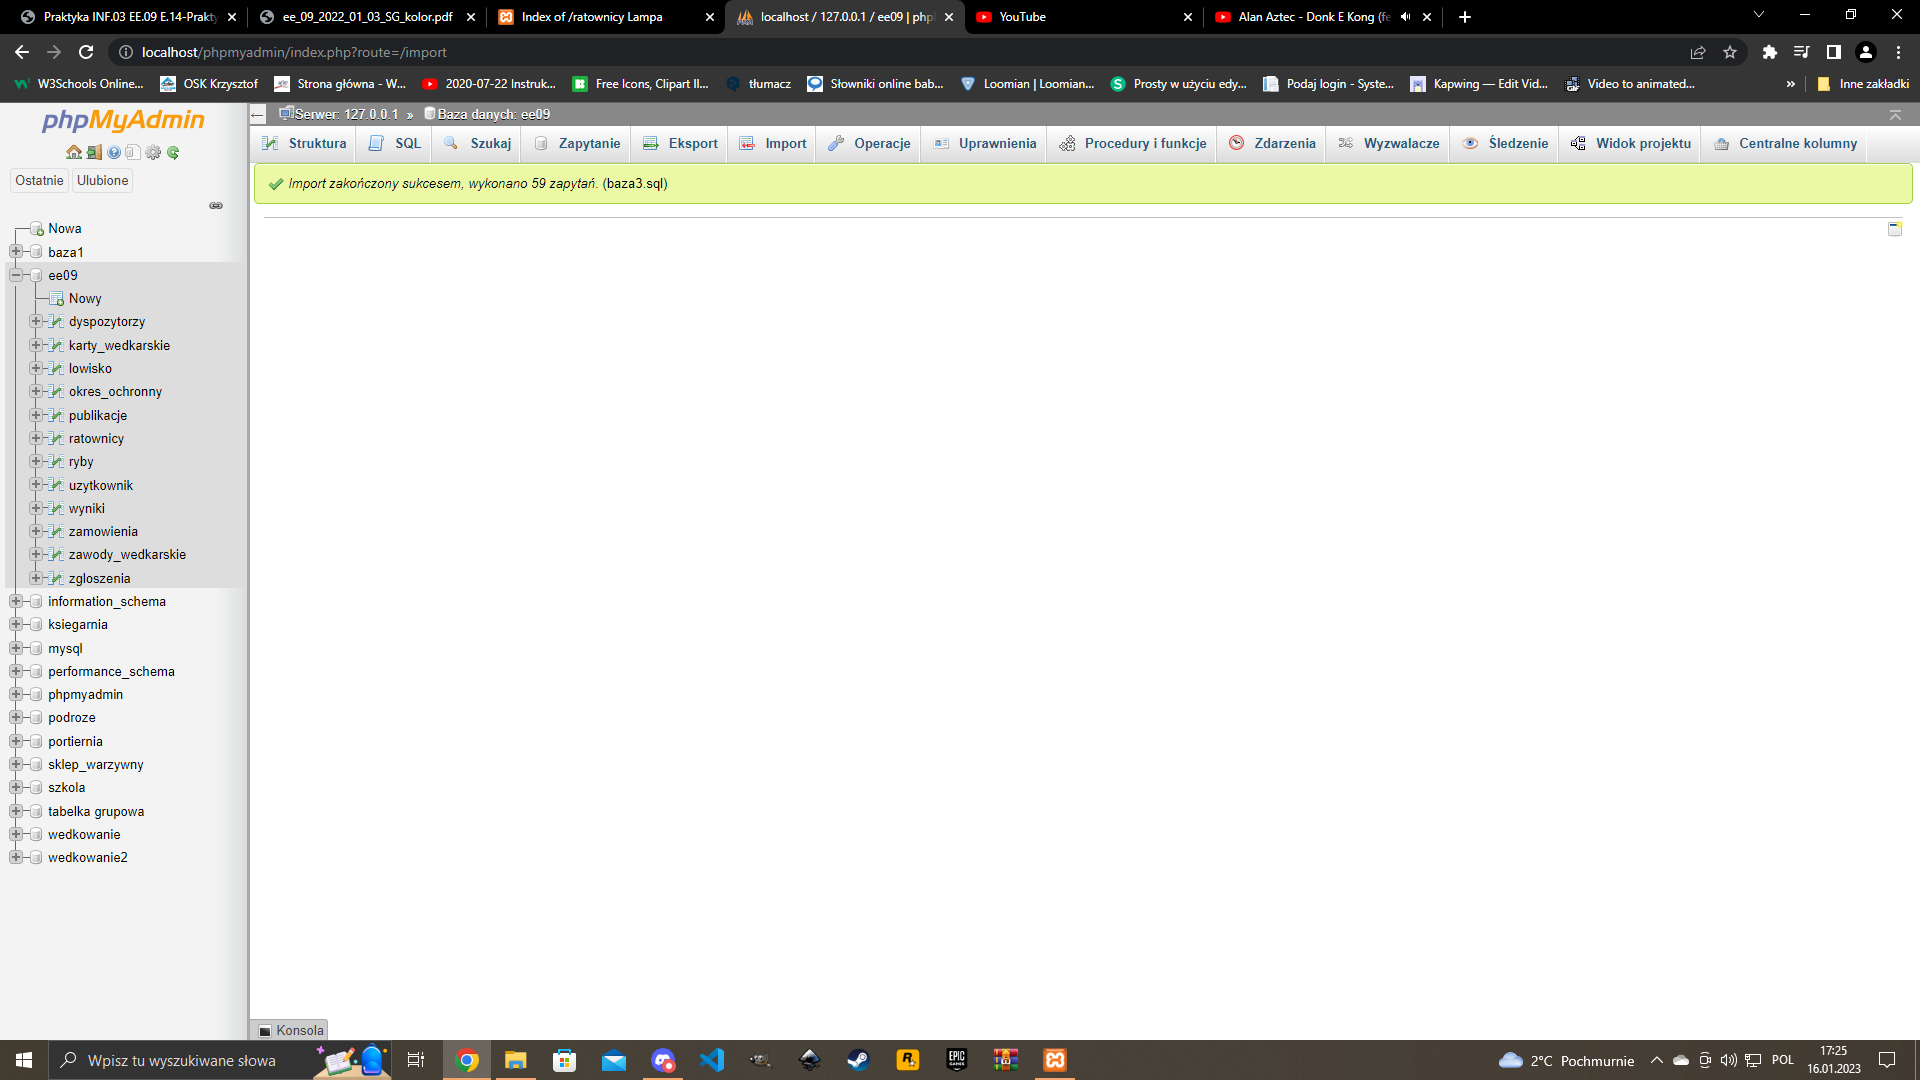 Praktyka INF.03 EE.09 E.14-Prakty
ee_09_2022_01_03_SG_kolor.pdf
Index of /ratownicy Lampa
localhost / 127.0.0.1 / ee09 | phpl
YouTube
Alan Aztec - Donk E Kong (fe
localhost/phpmyadmin/index.php?route=/import
W3Schools Online...
OSK Krzysztof
Strona główna - W...
2020-07-22 Instruk...
Free Icons, Clipart Il...
tłumacz
Słowniki online bab...
Loomian | Loomian...
Prosty w użyciu edy...
Podaj login - Syste...
Kapwing — Edit Vid...
Video to animated...
»
Inne zakładki
phpMyAdmin
Ostatnie
Ulubione
Nowa
baza1
ee09
Nowy
dyspozytorzy
karty_wedkarskie
lowisko
okres_ochronny
publikacje
ratownicy
ryby
uzytkownik
wyniki
zamowienia
zawody_wedkarskie
zgloszenia
information_schema
ksiegarnia
mysql
performance_schema
phpmyadmin
podroze
portiernia
sklep_warzywny
szkola
tabelka grupowa
wedkowanie
wedkowanie2
Serwer: 127.0.0.1 » Baza danych: ee09
Struktura
SQL
Szukaj
Zapytanie
Eksport
Import
Operacje
Uprawnienia
Procedury i funkcje
Zdarzenia
Wyzwalacze
Śledzenie
Widok projektu
Centralne kolumny
Import zakończony sukcesem, wykonano 59 zapytań. (baza3.sql)
Konsola
Wpisz tu wyszukiwane słowa
EPIC GAMES
2°C Pochmurnie
POL
17:25
16.01.2023